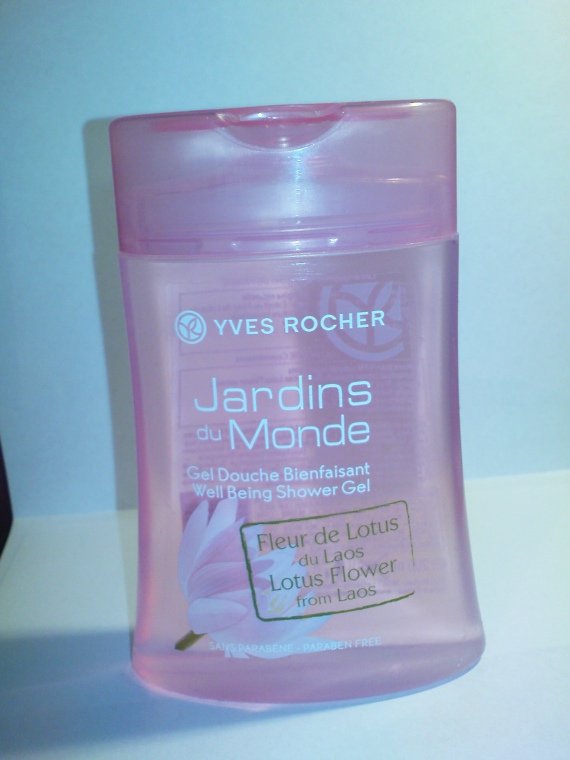 YVES ROCHER
Jardins
du Monde
Gel Douche Bienfaisant
Well Being Shower Gel
Fleur de Lotus
du Laos
Lotus Flower
from Laos
SANS PARABENE - PARABEN FREE